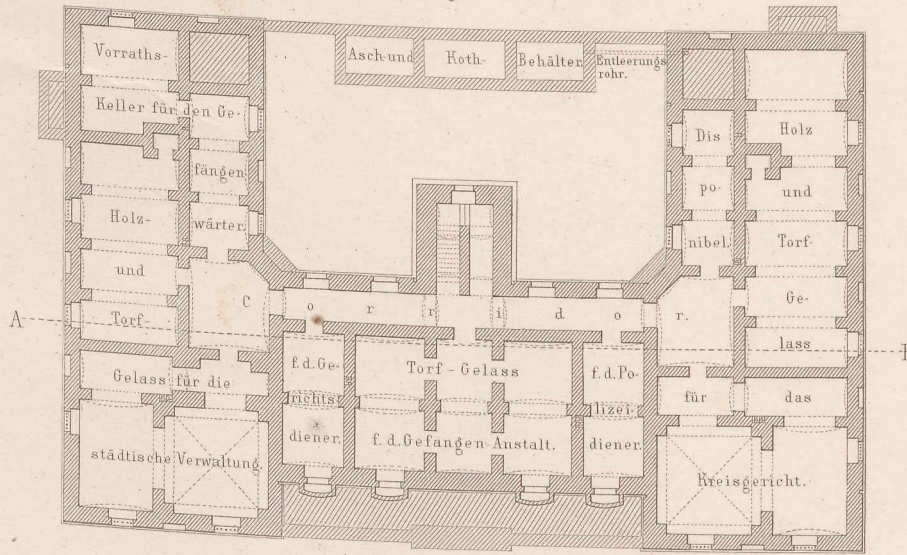 Vorraths-
Keller für den Ge-
fängen
wärter.
Holz-
und
Torf-
Gelass für die
städtische Verwaltung.
Asch-und Koth- Behälter.
Entleerungs
rohr.
Dis
po-
nibel.
Holz
und
Torf-
Ge-
lass
für das
Kreisgericht.
C o r r i d o r.
A
f.d.Ge-
richts
diener.
Torf-Gelass
f.d.Gefangen-Anstalt.
f.d.Po-
lizei-
diener.